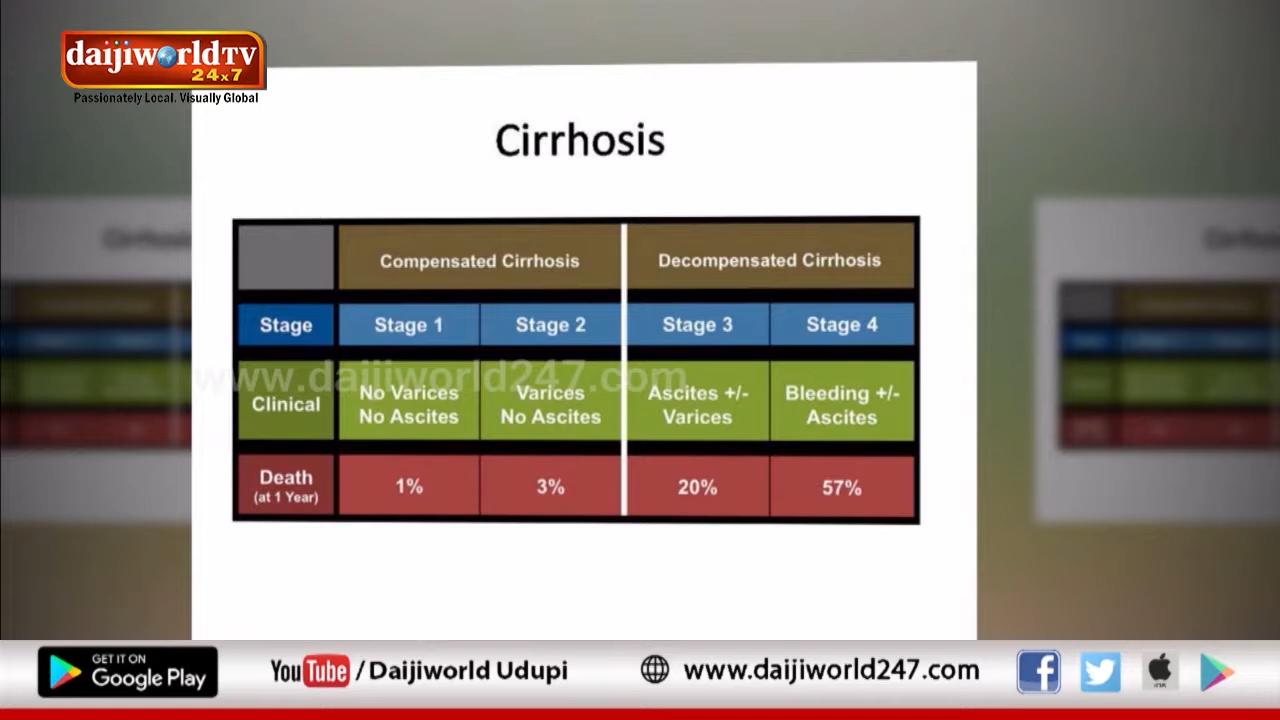 daijiworldTV
24x7
Passionately Local. Visually Global
Cirrhosis
Compensated Cirrhosis
Decompensated Cirrhosis
Stage
Stage 1
Stage 2
Stage 3
Stage 4
Clinical
No Varices
No Ascites
Varices
No Ascites
Ascites +/-
Varices
Bleeding +/-
Ascites
www.daijiworld247.com
Death
(at 1 Year)
1%
3%
20%
57%
GET IT ON
Google Play
YouTube / Daijiworld Udupi
www.daijiworld247.com